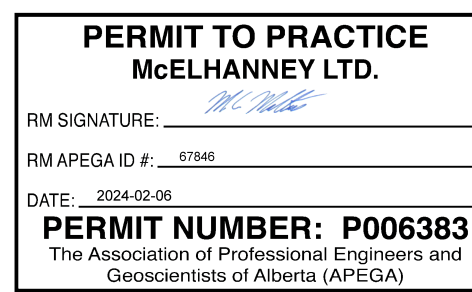 PERMIT TO PRACTICE
McELHANNEY LTD.
RM SIGNATURE:
RM APEGA ID #: 67846
DATE: 2024-02-06
PERMIT NUMBER: P006383
The Association of Professional Engineers and
Geoscientists of Alberta (APEGA)